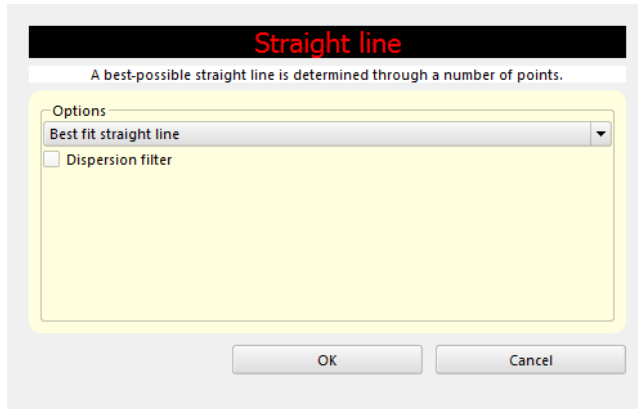 Straight line
A best-possible straight line is determined through a number of points.
Options
Best fit straight line
Dispersion filter
OK Cancel